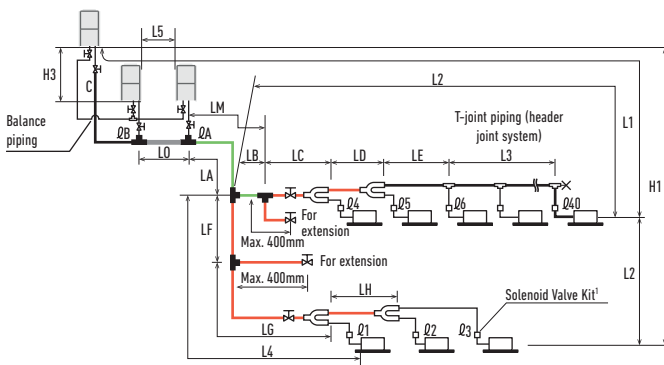 L5
H3
C
L2
LM
T-joint piping (header
joint system)
L1
Balance
piping
ℓB
ℓA
LO
LB
LC
LD
LE
L3
H1
LA
ℓ4
ℓ5
ℓ6
ℓ40
For
extension
Max. 400mm
LF
For extension
Max. 400mm
L2
LH
Solenoid Valve Kit¹
LG
ℓ1
ℓ2
ℓ3
L4